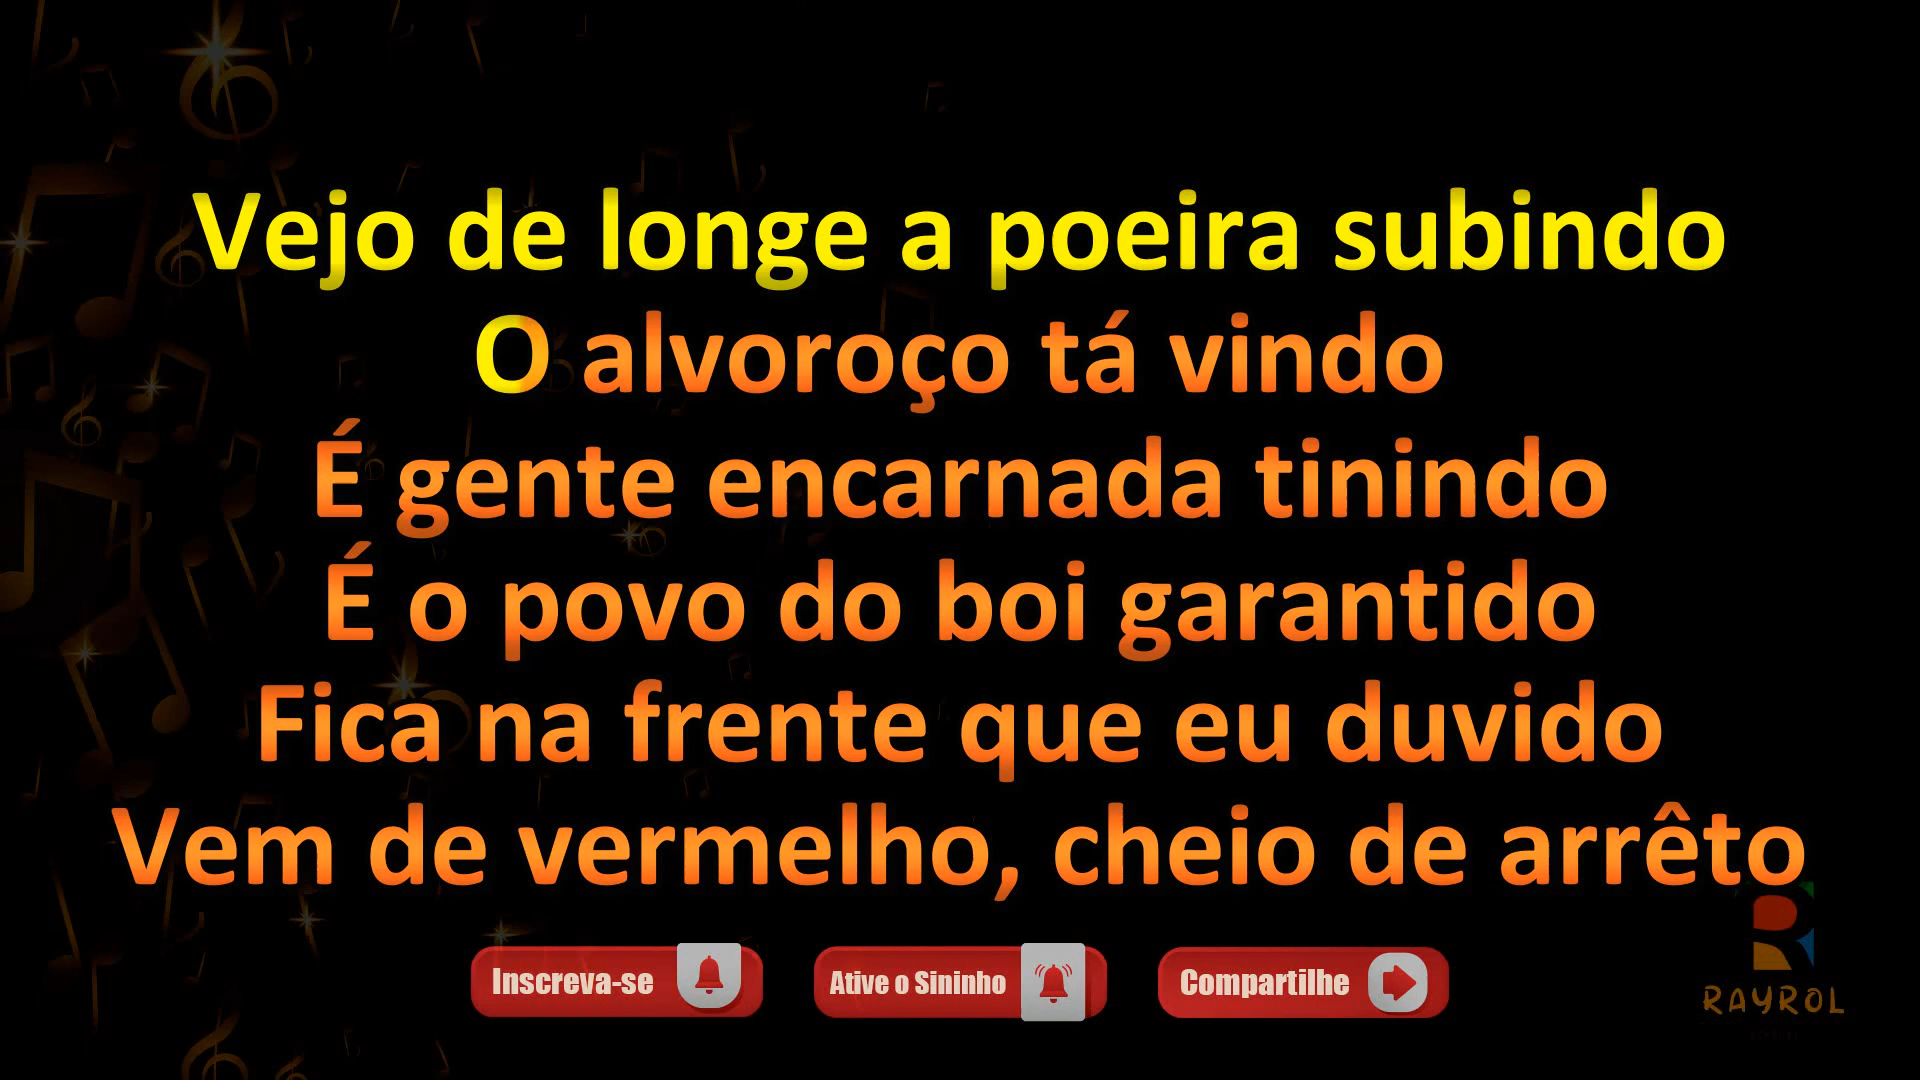 Vejo de longe a poeira subindo
O alvoroço tá vindo
É gente encarnada tinindo
É o povo do boi garantido
Fica na frente que eu duvido
Vem de vermelho, cheio de arrêto
Inscreva-se
Ative o Sininho
Compartilhe
RAYROL